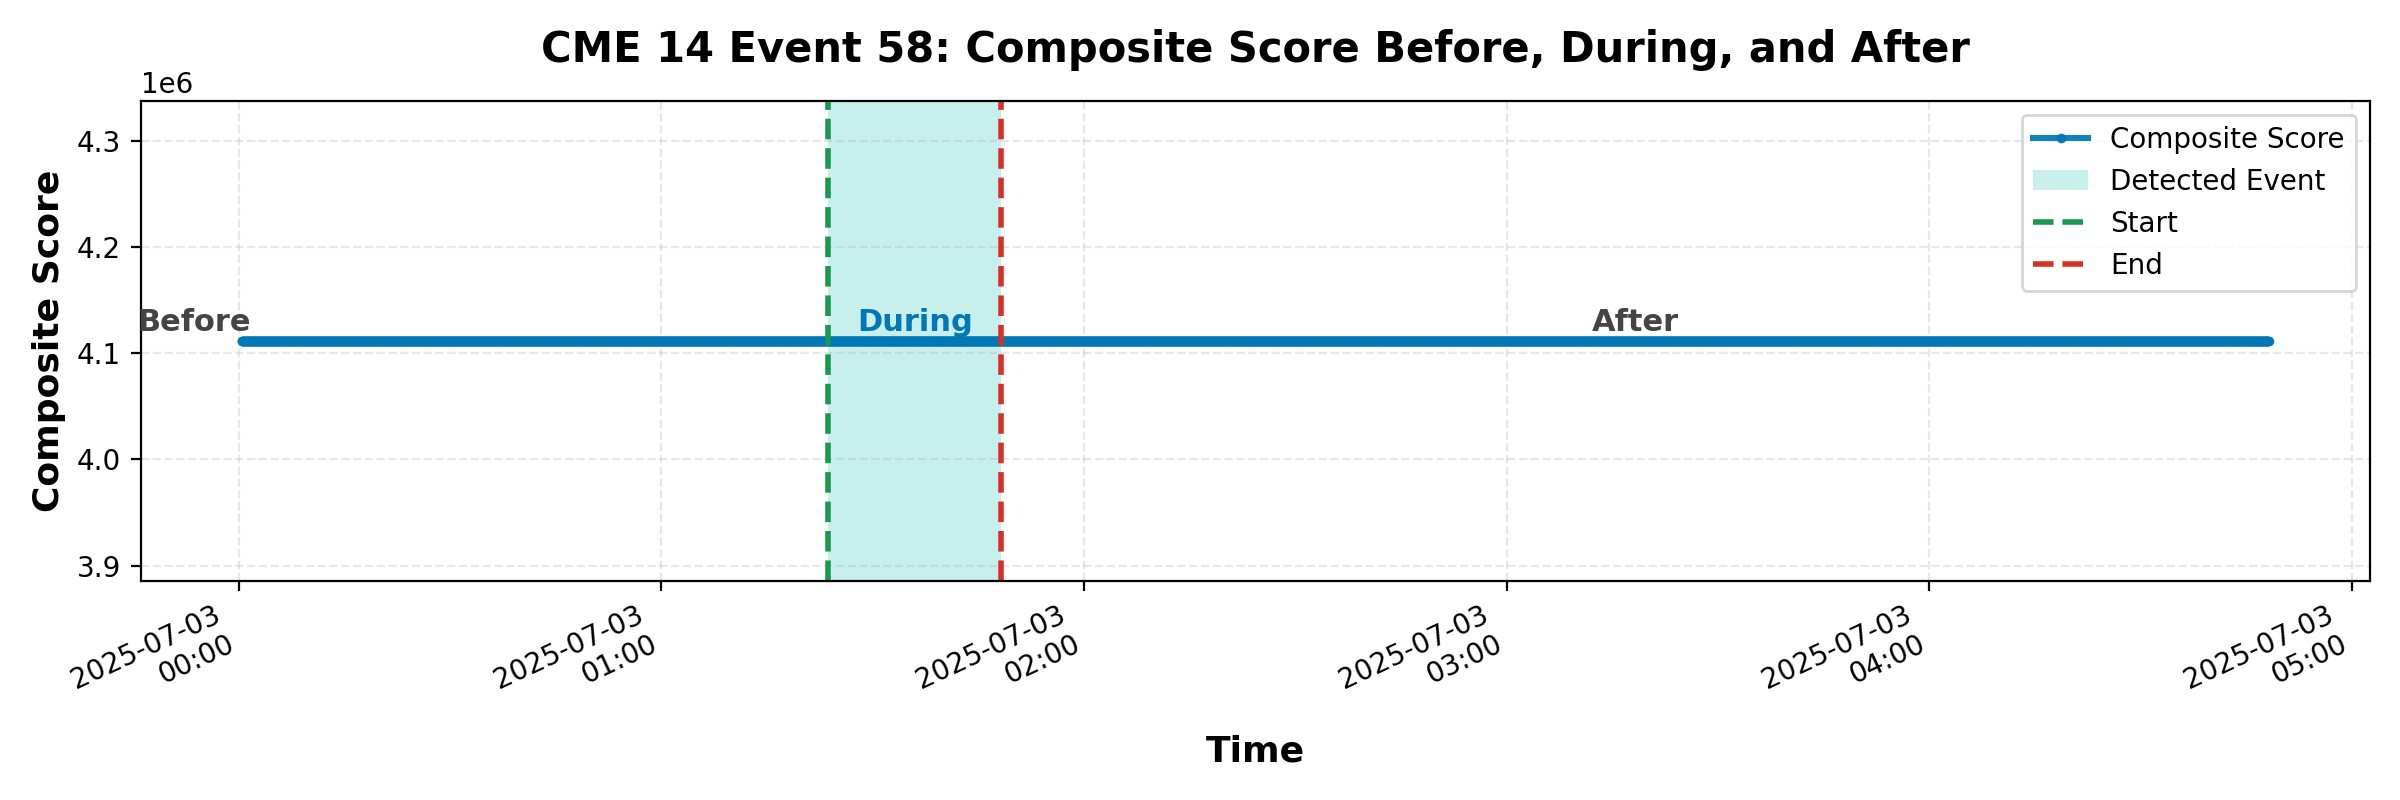 CME 14 Event 58: Composite Score Before, During, and After
1e6
Composite Score
4.3
4.2
4.1
4.0
3.9
Before
During
After
Composite Score
Detected Event
Start
End
2025-07-03
00:00
2025-07-03
01:00
2025-07-03
02:00
2025-07-03
03:00
2025-07-03
04:00
2025-07-03
05:00
Time